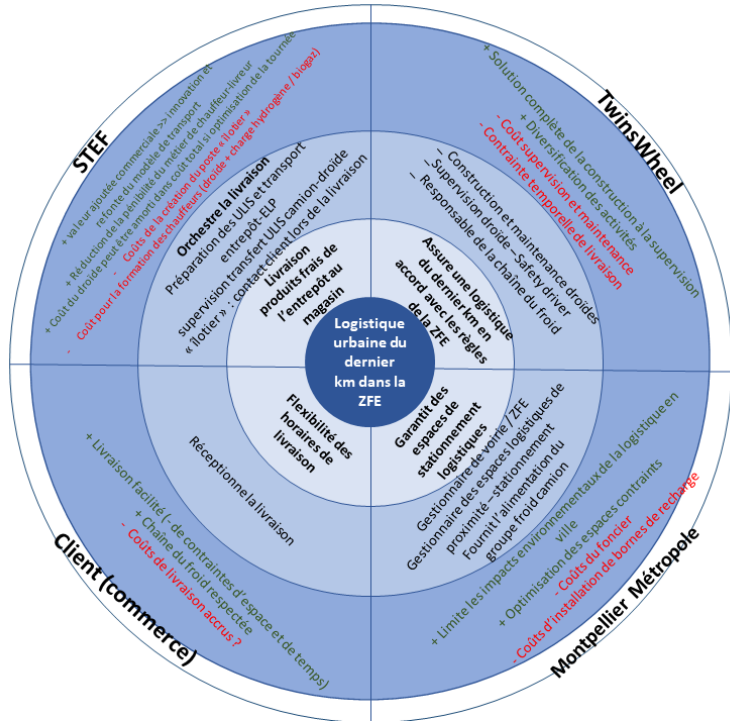 STEF
+ valeur ajoutée commerciale >> innovation et
refonte du modèle de transport
+ Réduction de la pénibilité du métier de chauffeur-livreur
+ Coût du droïde peut être amorti dans coût total si optimisation de la tournée
- Coûts de la création du poste « îlotier »
- Coût pour la formation des chauffeurs (droïde + charge hydrogène / biogaz)
Orchestre la livraison
Préparation des ULIS et transport
entrepôt-ELP
supervision transfert ULIS camion-droïde
« îlotier » : contact client lors de la livraison
Livraison
produits frais de
l'entrepôt au
magasin
TwinsWheel
+ Solution complète de la construction à la supervision
+ Diversification des activités
- Coût supervision et maintenance
- Contrainte temporelle de livraison
_ Construction et maintenance droïdes
_Supervision droïde –Safety driver
_ Responsable de la chaîne du froid
Assure une logistique
du dernier km en
accord avec les règles
de la ZFE
Logistique
urbaine du
dernier
km dans la
ZFE
Flexibilité des
horaires de
livraison
Réceptionne la livraison
+ Livraison facilité (- de contraintes d'espace et de temps)
+ Chaîne du froid respectée
- Coûts de livraison accrus ?
Client (commerce)
Garantit des
espaces de
stationnement
logistiques
Gestionnaire de voirie / ZFE
Gestionnaire des espaces logistiques de
proximité – stationnement
Fournit l'alimentation du
groupe froid camion
+ Limite les impacts environnementaux de la logistique en
ville
+ Optimisation des espaces contraints
- Coûts du foncier
- Coûts d'installation de bornes de recharge
Montpellier Métropole